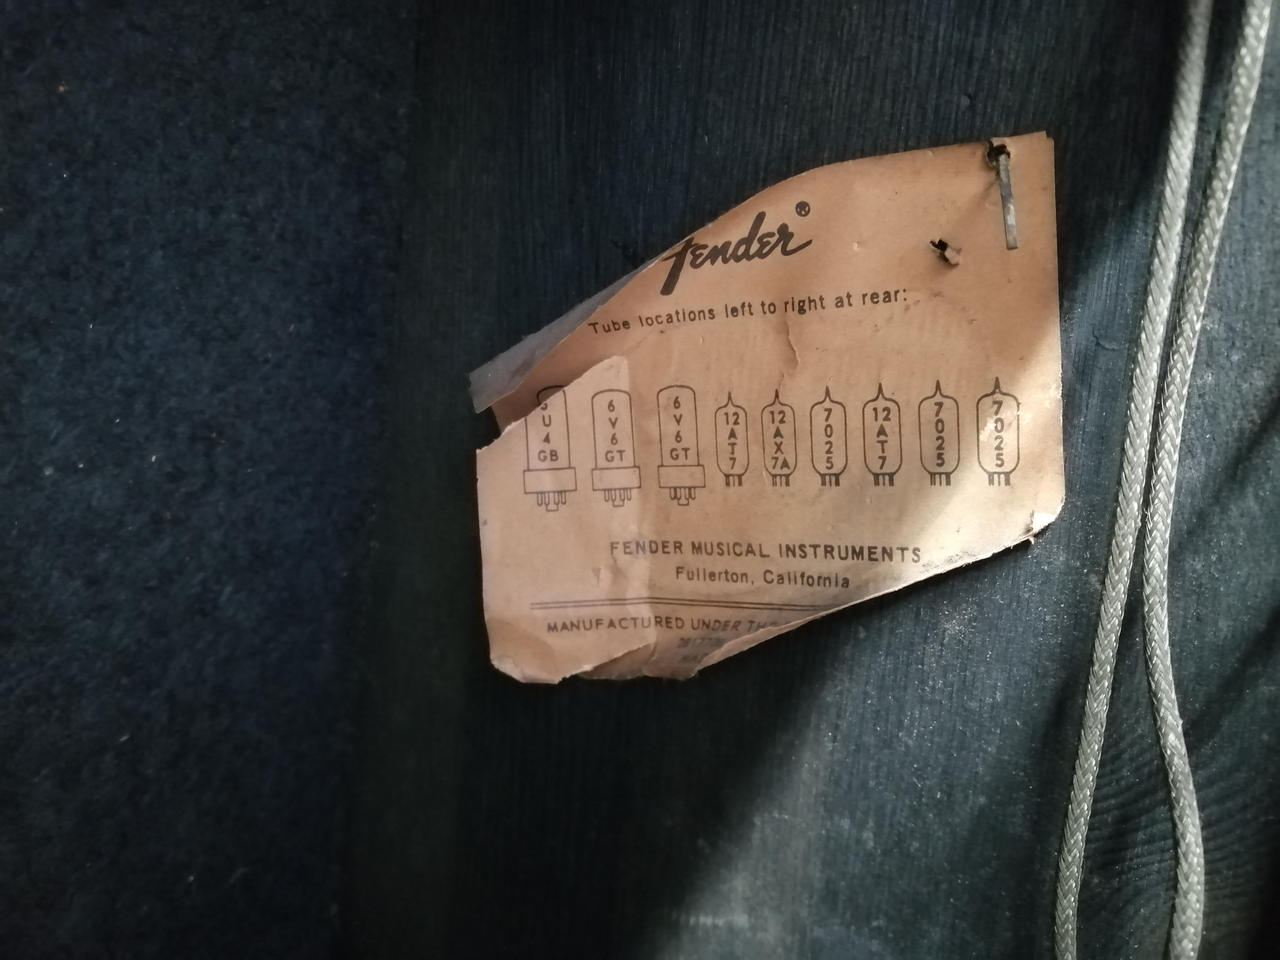 Fender®
Tube locations left to right at rear:
5U4GB 6V6GT 6V6GT 12AT7 12AX7A 7025 12AT7 7025 7025
FENDER MUSICAL INSTRUMENTS
Fullerton, California
MANUFACTURED UNDER